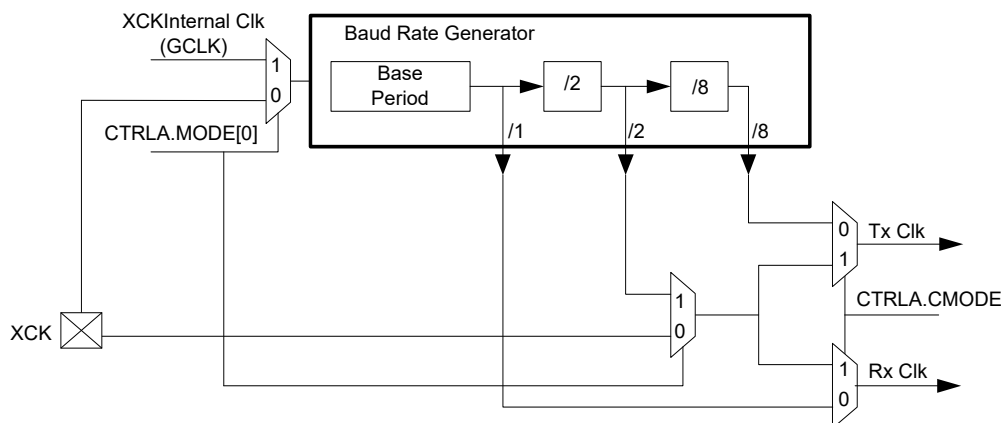 XCKInternal Clk
(GCLK)
1
0
CTRLA.MODE[0]
Baud Rate Generator
Base
Period
/2
/8
/1
/2
/8
0
1
Tx Clk
1
0
CTRLA.CMODE
XCK
1
0
Rx Clk